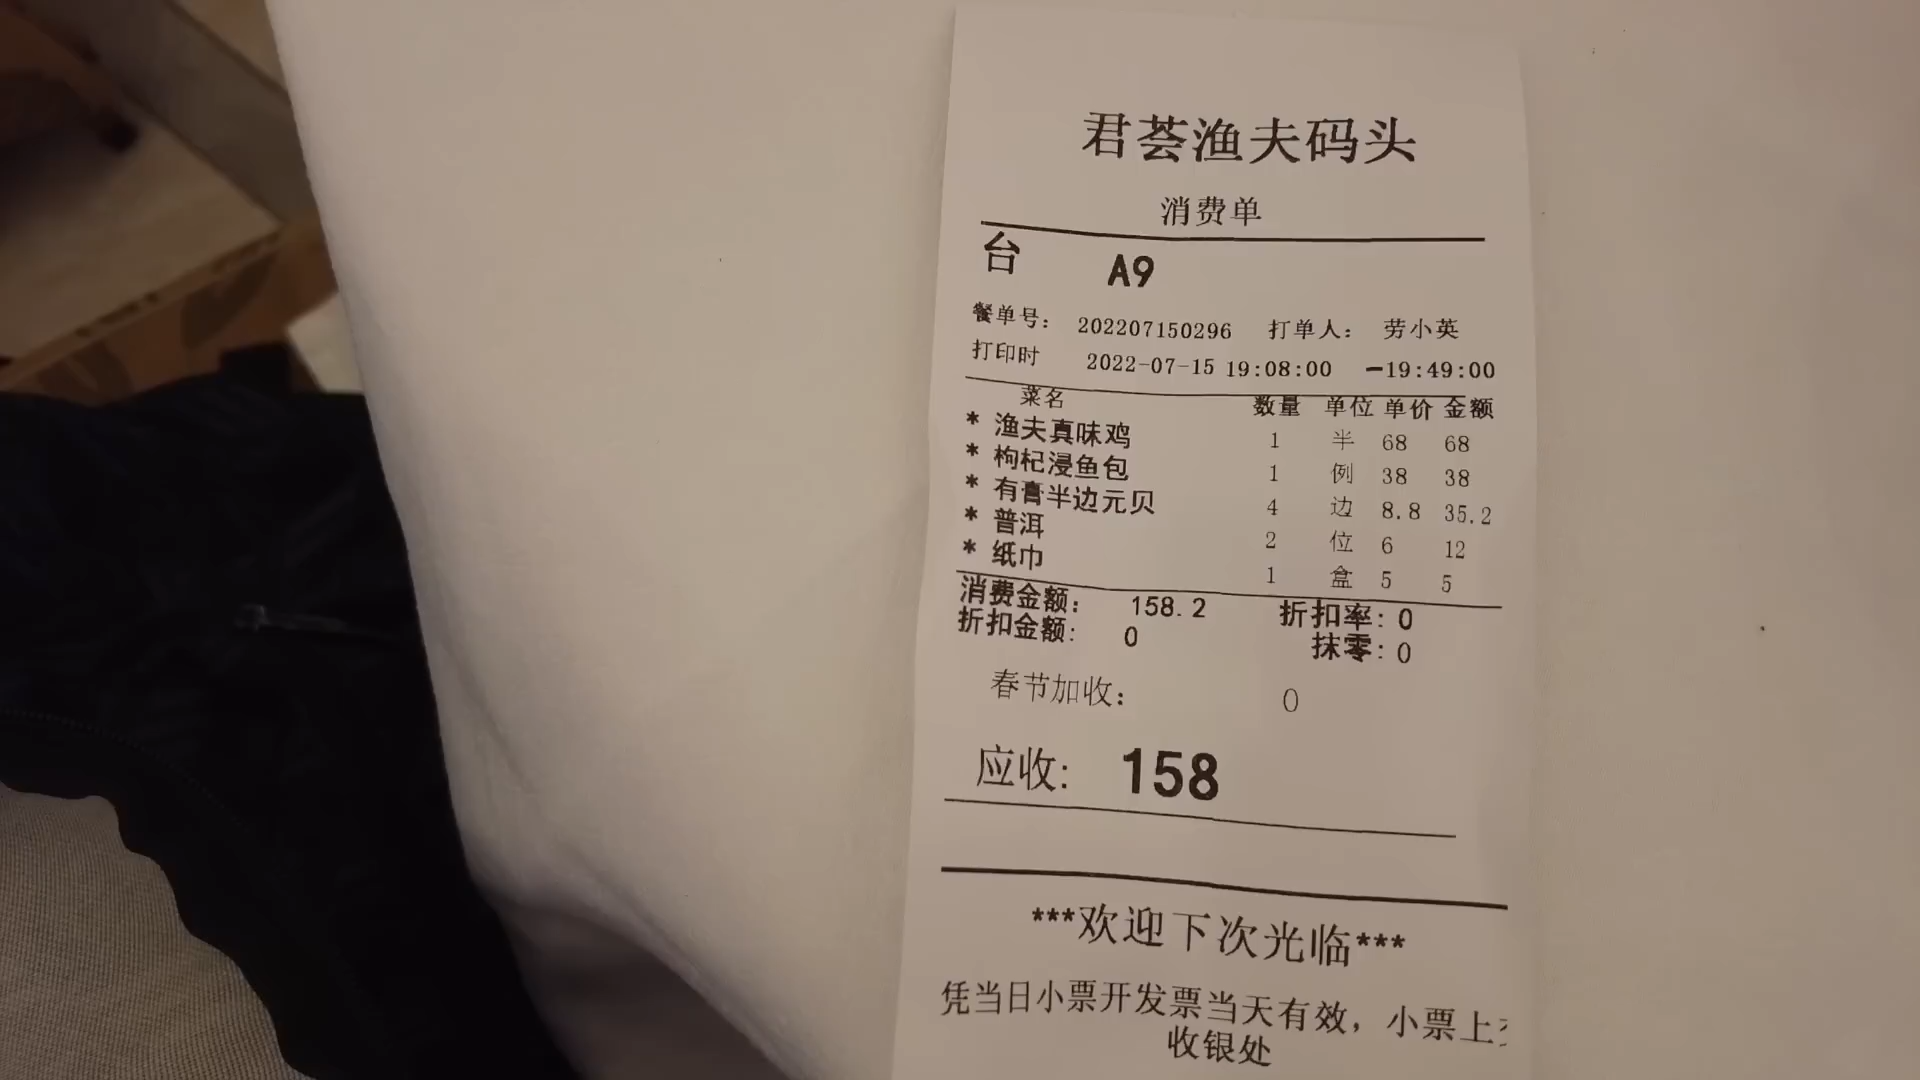 君荟渔夫码头
消费单
台 A9
餐单号: 202207150296 打单人: 劳小英
打印时 2022-07-15 19:08:00 -19:49:00
菜名 数量 单位 单价 金额
* 渔夫真味鸡 1 半 68 68
* 枸杞浸鱼包 1 例 38 38
* 有膏半边元贝 4 边 8.8 35.2
* 普洱 2 位 6 12
* 纸巾 1 盒 5 5
消费金额: 158.2 折扣率: 0
折扣金额: 0 抹零: 0
春节加收: 0
应收: 158
***欢迎下次光临***
凭当日小票开发票当天有效, 小票上
收银处